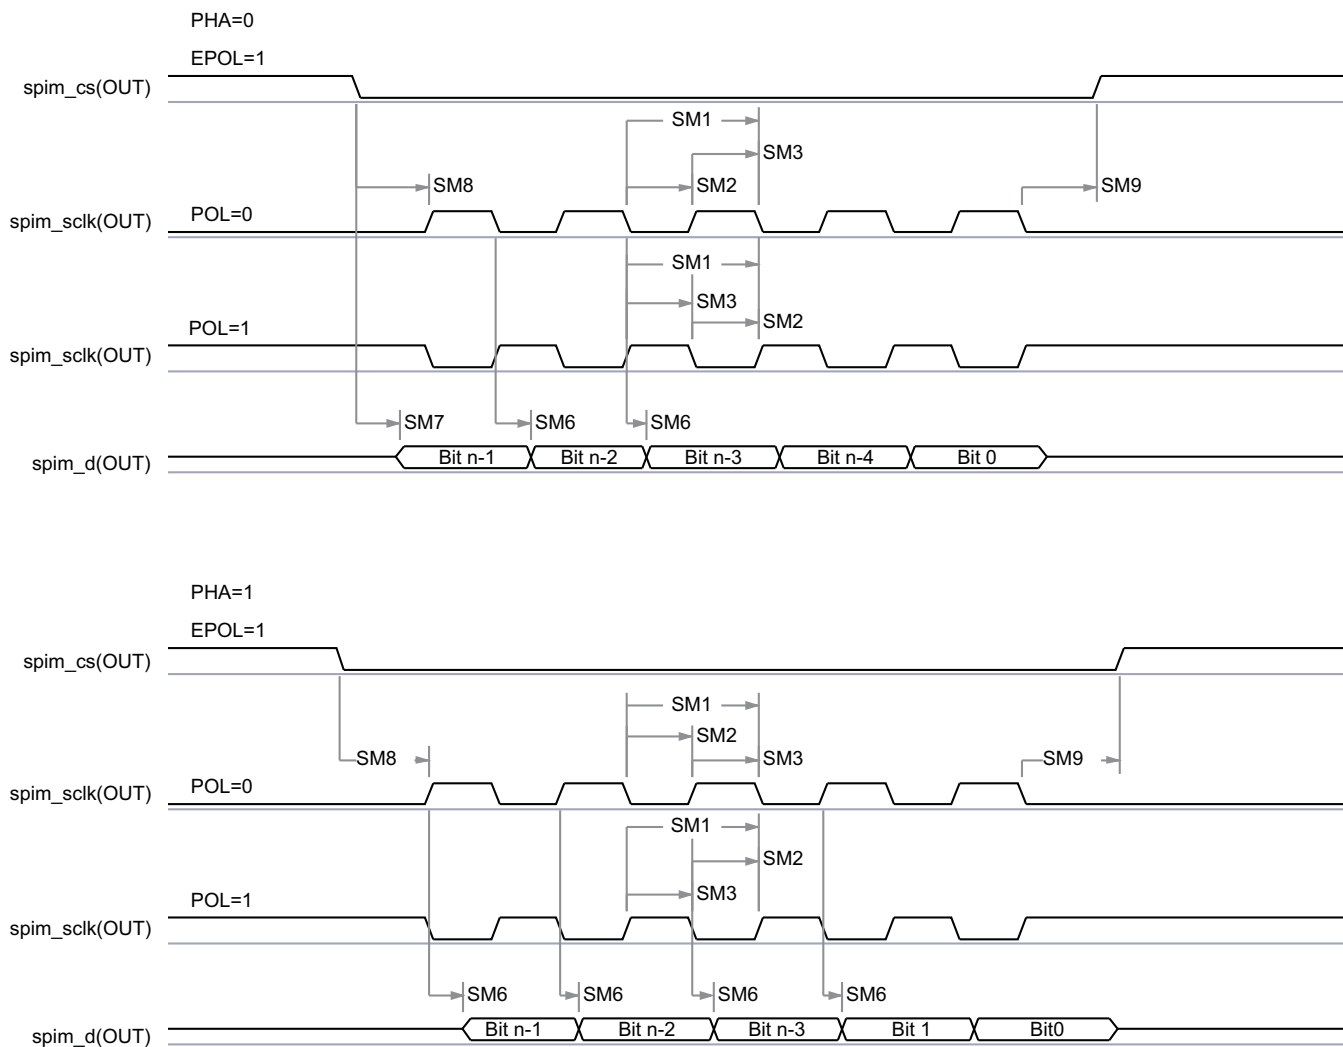 PHA=0
EPOL=1
spim_cs(OUT)
SM1
SM3
SM8
SM2
SM9
POL=0
spim_sclk(OUT)
SM1
SM3
SM2
POL=1
spim_sclk(OUT)
SM7
SM6
SM6
spim_d(OUT)
Bit n-1
Bit n-2
Bit n-3
Bit n-4
Bit 0
PHA=1
EPOL=1
spim_cs(OUT)
SM1
SM2
SM8
SM3
SM9
POL=0
spim_sclk(OUT)
SM1
SM2
SM3
POL=1
spim_sclk(OUT)
SM6
SM6
SM6
SM6
spim_d(OUT)
Bit n-1
Bit n-2
Bit n-3
Bit 1
Bit0